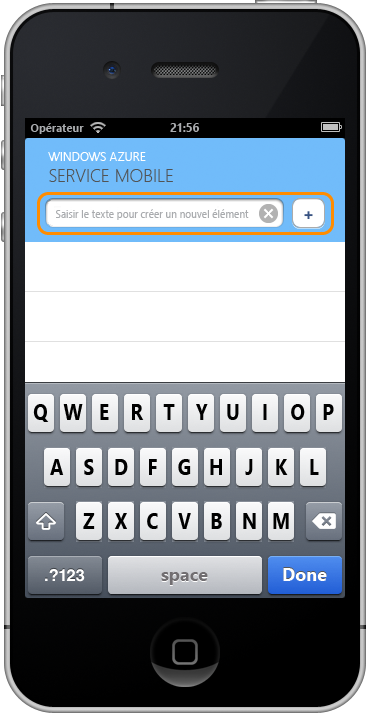 Opérateur 21:56
WINDOWS AZURE
SERVICE MOBILE
Saisir le texte pour créer un nouvel élément +
Q W E R T Y U I O P
A S D F G H J K L
Z X C V B N M
.?123 space Done